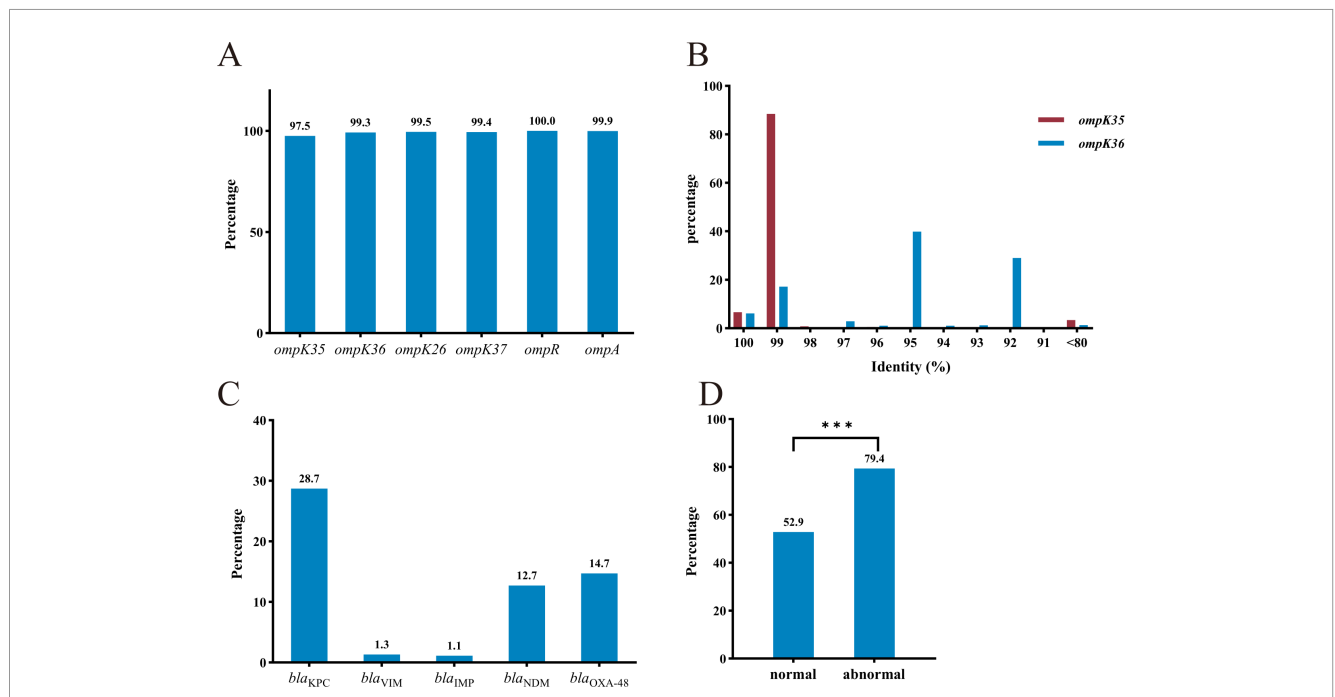 A
97.5 99.3 99.5 99.4 100.0 99.9
100
50
0
Percentage
ompK35 ompK36 ompK26 ompK37 ompR ompA
B
100
80
60
40
20
0
percentage
ompK35
ompK36
100 99 98 97 96 95 94 93 92 91 <80
Identity (%)
C
40
30
20
10
0
Percentage
28.7 1.3 1.1 12.7 14.7
blaKPC blaVIM blaIMP blaNDM blaOXA-48
D
100
80
60
40
20
0
Percentage
***
52.9 79.4
normal abnormal